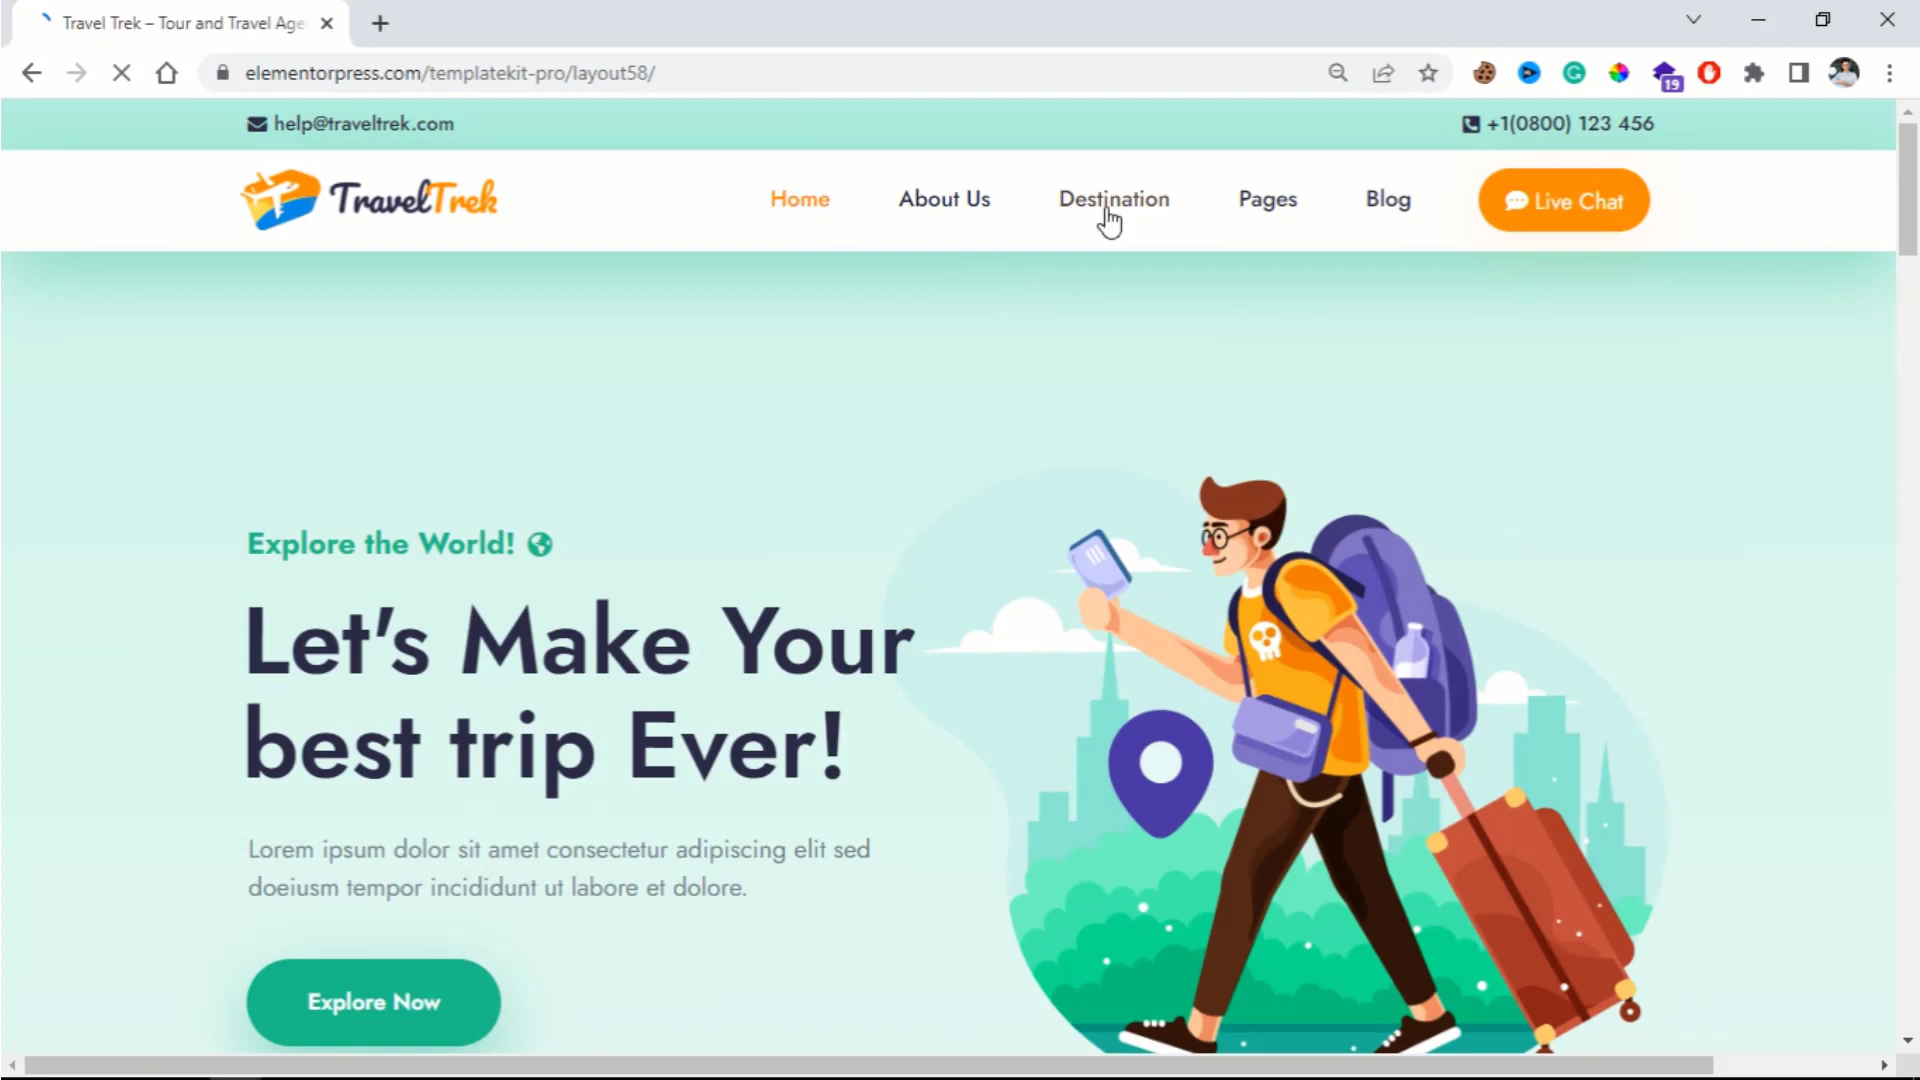 Travel Trek – Tour and Travel Age
elementorpress.com/templatekit-pro/layout58/
19
help@traveltrek.com
+1(0800) 123 456
TravelTrek
Home
About Us
Destination
Pages
Blog
Live Chat
Explore the World!
Let's Make Your
best trip Ever!
Lorem ipsum dolor sit amet consectetur adipiscing elit sed
doeiusm tempor incididunt ut labore et dolore.
Explore Now